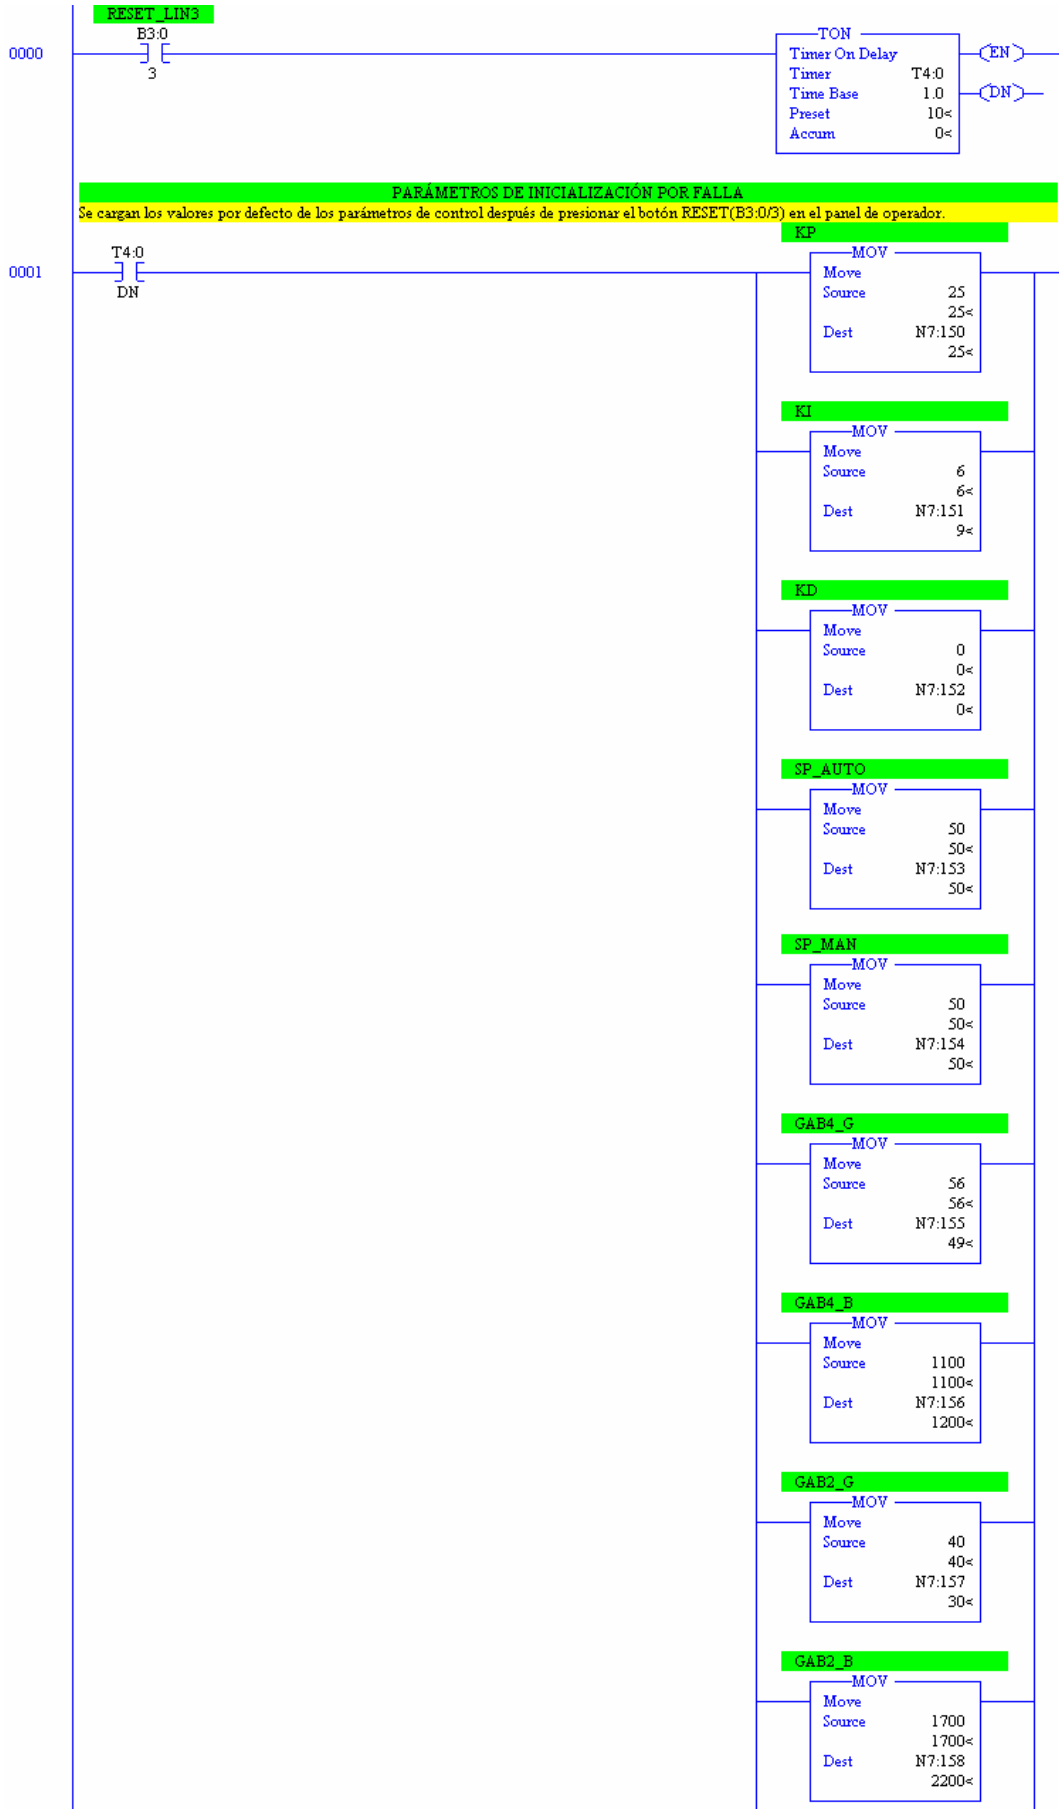 RESET_LIN3
B3:0
0000
3
TON
Timer On Delay
EN
Timer T4:0
Time Base 1.0
DN
Preset 10<
Accum 0<
PARÁMETROS DE INICIALIZACIÓN POR FALLA
Se cargan los valores por defecto de los parámetros de control después de presionar el botón RESET(B3:0/3) en el panel de operador.
T4:0
0001
DN
KP
MOV
Move
Source 25
25<
Dest N7:150
25<
KI
MOV
Move
Source 6
6<
Dest N7:151
9<
KD
MOV
Move
Source 0
0<
Dest N7:152
0<
SP_AUTO
MOV
Move
Source 50
50<
Dest N7:153
50<
SP_MAN
MOV
Move
Source 50
50<
Dest N7:154
50<
GAB4_G
MOV
Move
Source 56
56<
Dest N7:155
49<
GAB4_B
MOV
Move
Source 1100
1100<
Dest N7:156
1200<
GAB2_G
MOV
Move
Source 40
40<
Dest N7:157
30<
GAB2_B
MOV
Move
Source 1700
1700<
Dest N7:158
2200<